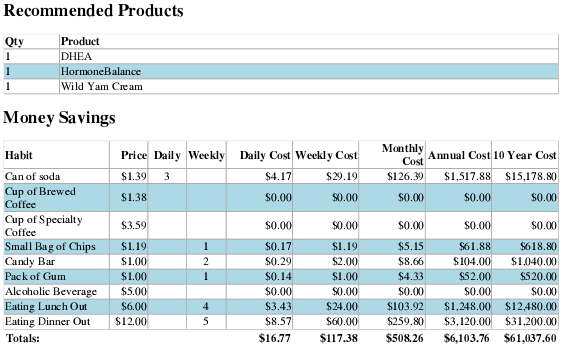 Recommended Products
Qty Product
1 DHEA
1 HormoneBalance
1 Wild Yam Cream
Money Savings
Habit Price Daily Weekly Daily Cost Weekly Cost Monthly Cost Annual Cost 10 Year Cost
Can of soda $1.39 3 $4.17 $29.19 $126.39 $1,517.88 $15,178.80
Cup of Brewed Coffee $1.38 $0.00 $0.00 $0.00 $0.00 $0.00
Cup of Specialty Coffee $3.59 $0.00 $0.00 $0.00 $0.00 $0.00
Small Bag of Chips $1.19 1 $0.17 $1.19 $5.15 $61.88 $618.80
Candy Bar $1.00 2 $0.29 $2.00 $8.66 $104.00 $1,040.00
Pack of Gum $1.00 1 $0.14 $1.00 $4.33 $52.00 $520.00
Alcoholic Beverage $5.00 $0.00 $0.00 $0.00 $0.00 $0.00
Eating Lunch Out $6.00 4 $3.43 $24.00 $103.92 $1,248.00 $12,480.00
Eating Dinner Out $12.00 5 $8.57 $60.00 $259.80 $3,120.00 $31,200.00
Totals: $16.77 $117.38 $508.26 $6,103.76 $61,037.60